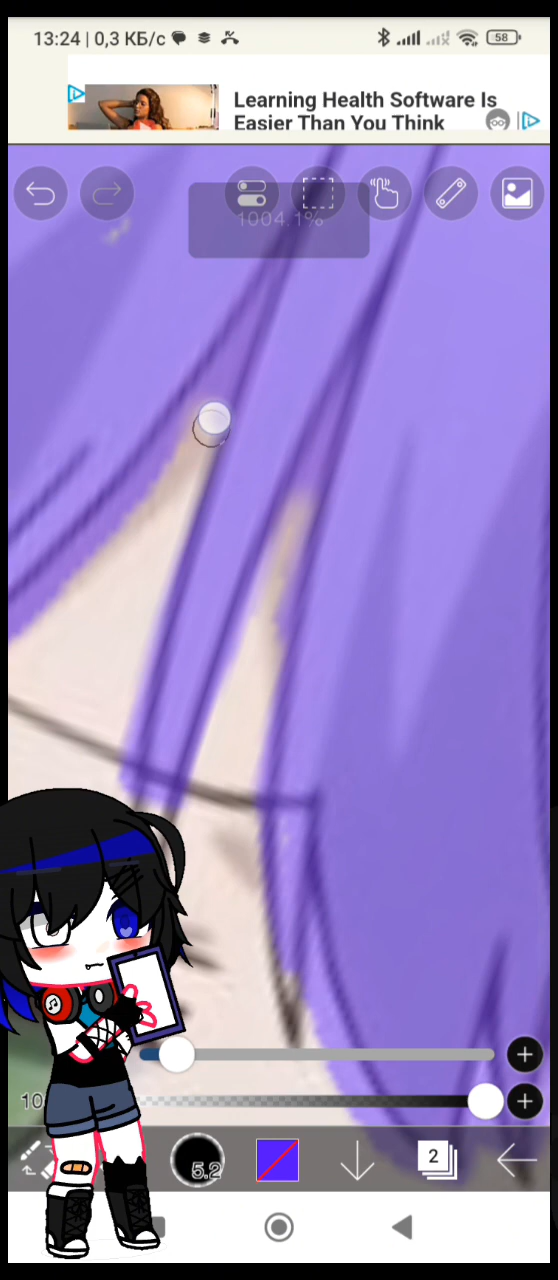 13:24 | 0,3 КБ/с
58
Learning Health Software Is
Easier Than You Think
1004.1%
10
5.2
2